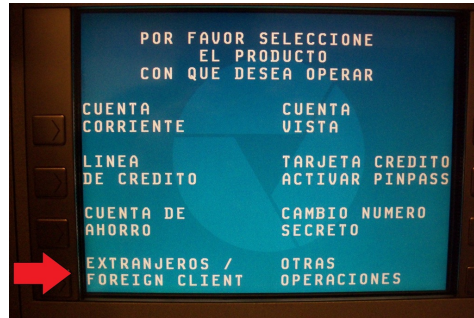 POR FAVOR SELECCIONE
EL PRODUCTO
CON QUE DESEA OPERAR
CUENTA
CORRIENTE
CUENTA
VISTA
LINEA
DE CREDITO
TARJETA CREDITO
ACTIVAR PINPASS
CUENTA DE
AHORRO
CAMBIO NUMERO
SECRETO
EXTRANJEROS /
FOREIGN CLIENT
OTRAS
OPERACIONES